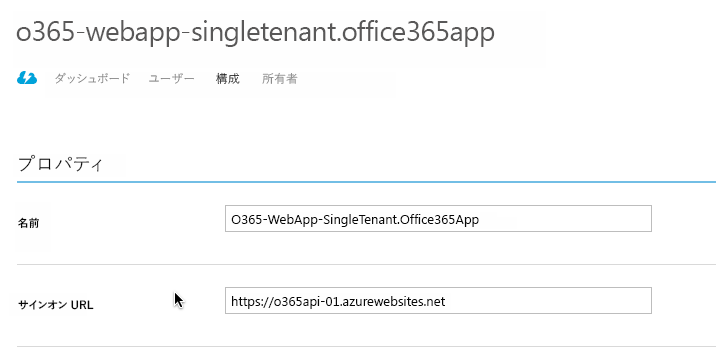 o365-webapp-singletenant.office365app
ダッシュボード ユーザー 構成 所有者
プロパティ
名前 O365-WebApp-SingleTenant.Office365App
サインオン URL https://o365api-01.azurewebsites.net